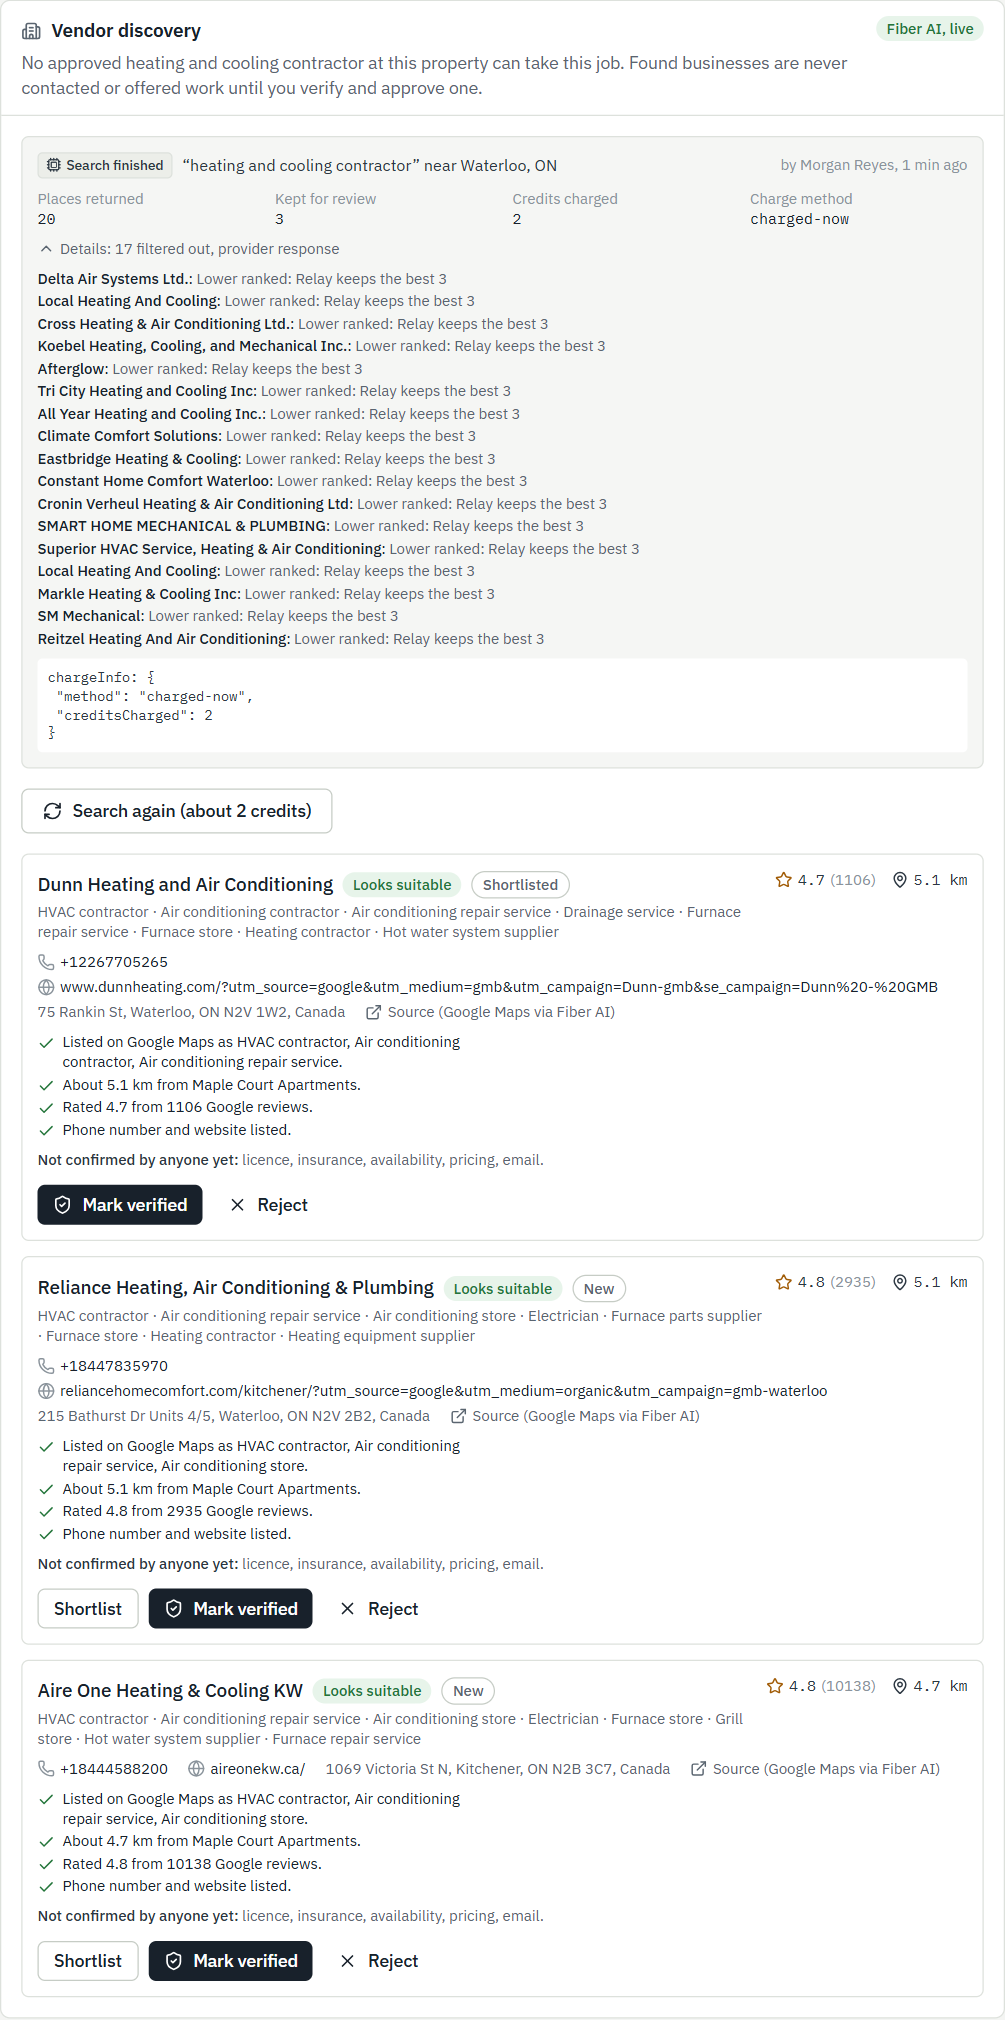 Vendor discovery
Fiber AI, live
No approved heating and cooling contractor at this property can take this job. Found businesses are never
contacted or offered work until you verify and approve one.
Search finished “heating and cooling contractor” near Waterloo, ON
by Morgan Reyes, 1 min ago
Places returned Kept for review Credits charged Charge method
20 3 2 charged-now
Details: 17 filtered out, provider response
Delta Air Systems Ltd.: Lower ranked: Relay keeps the best 3
Local Heating And Cooling: Lower ranked: Relay keeps the best 3
Cross Heating & Air Conditioning Ltd.: Lower ranked: Relay keeps the best 3
Koebel Heating, Cooling, and Mechanical Inc.: Lower ranked: Relay keeps the best 3
Afterglow: Lower ranked: Relay keeps the best 3
Tri City Heating and Cooling Inc: Lower ranked: Relay keeps the best 3
All Year Heating and Cooling Inc.: Lower ranked: Relay keeps the best 3
Climate Comfort Solutions: Lower ranked: Relay keeps the best 3
Eastbridge Heating & Cooling: Lower ranked: Relay keeps the best 3
Constant Home Comfort Waterloo: Lower ranked: Relay keeps the best 3
Cronin Verheul Heating & Air Conditioning Ltd: Lower ranked: Relay keeps the best 3
SMART HOME MECHANICAL & PLUMBING: Lower ranked: Relay keeps the best 3
Superior HVAC Service, Heating & Air Conditioning: Lower ranked: Relay keeps the best 3
Local Heating And Cooling: Lower ranked: Relay keeps the best 3
Markle Heating & Cooling Inc: Lower ranked: Relay keeps the best 3
SM Mechanical: Lower ranked: Relay keeps the best 3
Reitzel Heating And Air Conditioning: Lower ranked: Relay keeps the best 3
chargeInfo: {
"method": "charged-now",
"creditsCharged": 2
}
Search again (about 2 credits)
Dunn Heating and Air Conditioning Looks suitable Shortlisted
4.7 (1106) 5.1 km
HVAC contractor · Air conditioning contractor · Air conditioning repair service · Drainage service · Furnace
repair service · Furnace store · Heating contractor · Hot water system supplier
+12267705265
www.dunnheating.com/?utm_source=google&utm_medium=gmb&utm_campaign=Dunn-gmb&se_campaign=Dunn%20-%20GMB
75 Rankin St, Waterloo, ON N2V 1W2, Canada Source (Google Maps via Fiber AI)
Listed on Google Maps as HVAC contractor, Air conditioning
contractor, Air conditioning repair service.
About 5.1 km from Maple Court Apartments.
Rated 4.7 from 1106 Google reviews.
Phone number and website listed.
Not confirmed by anyone yet: licence, insurance, availability, pricing, email.
Mark verified Reject
Reliance Heating, Air Conditioning & Plumbing Looks suitable New
4.8 (2935) 5.1 km
HVAC contractor · Air conditioning repair service · Air conditioning store · Electrician · Furnace parts supplier
· Furnace store · Heating contractor · Heating equipment supplier
+18447835970
reliancehomecomfort.com/kitchener/?utm_source=google&utm_medium=organic&utm_campaign=gmb-waterloo
215 Bathurst Dr Units 4/5, Waterloo, ON N2V 2B2, Canada Source (Google Maps via Fiber AI)
Listed on Google Maps as HVAC contractor, Air conditioning
repair service, Air conditioning store.
About 5.1 km from Maple Court Apartments.
Rated 4.8 from 2935 Google reviews.
Phone number and website listed.
Not confirmed by anyone yet: licence, insurance, availability, pricing, email.
Shortlist Mark verified Reject
Aire One Heating & Cooling KW Looks suitable New
4.8 (10138) 4.7 km
HVAC contractor · Air conditioning repair service · Air conditioning store · Electrician · Furnace store · Grill
store · Hot water system supplier · Furnace repair service
+18444588200 aireonekw.ca/ 1069 Victoria St N, Kitchener, ON N2B 3C7, Canada Source (Google Maps via Fiber AI)
Listed on Google Maps as HVAC contractor, Air conditioning
repair service, Air conditioning store.
About 4.7 km from Maple Court Apartments.
Rated 4.8 from 10138 Google reviews.
Phone number and website listed.
Not confirmed by anyone yet: licence, insurance, availability, pricing, email.
Shortlist Mark verified Reject